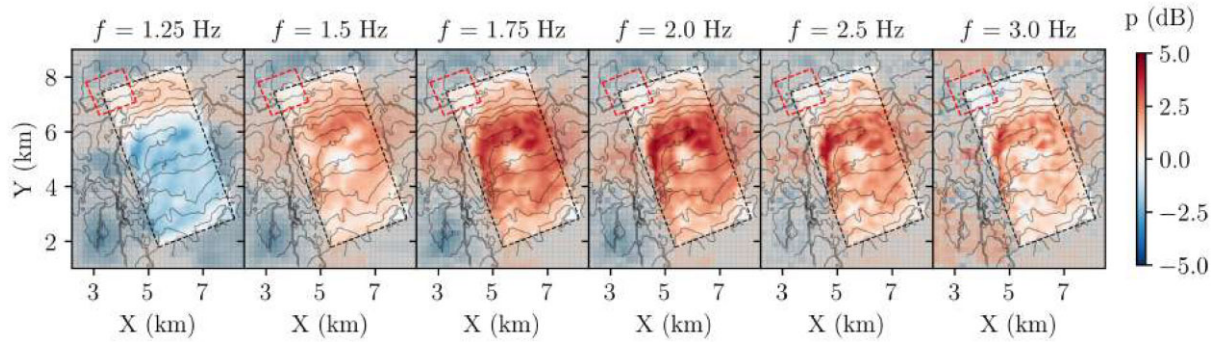 f = 1.25 Hz f = 1.5 Hz f = 1.75 Hz f = 2.0 Hz f = 2.5 Hz f = 3.0 Hz p (dB)
8
6
4
2
Y (km)
5.0
2.5
0.0
−2.5
−5.0
3 5 7 3 5 7 3 5 7 3 5 7 3 5 7 3 5 7
X (km) X (km) X (km) X (km) X (km) X (km)